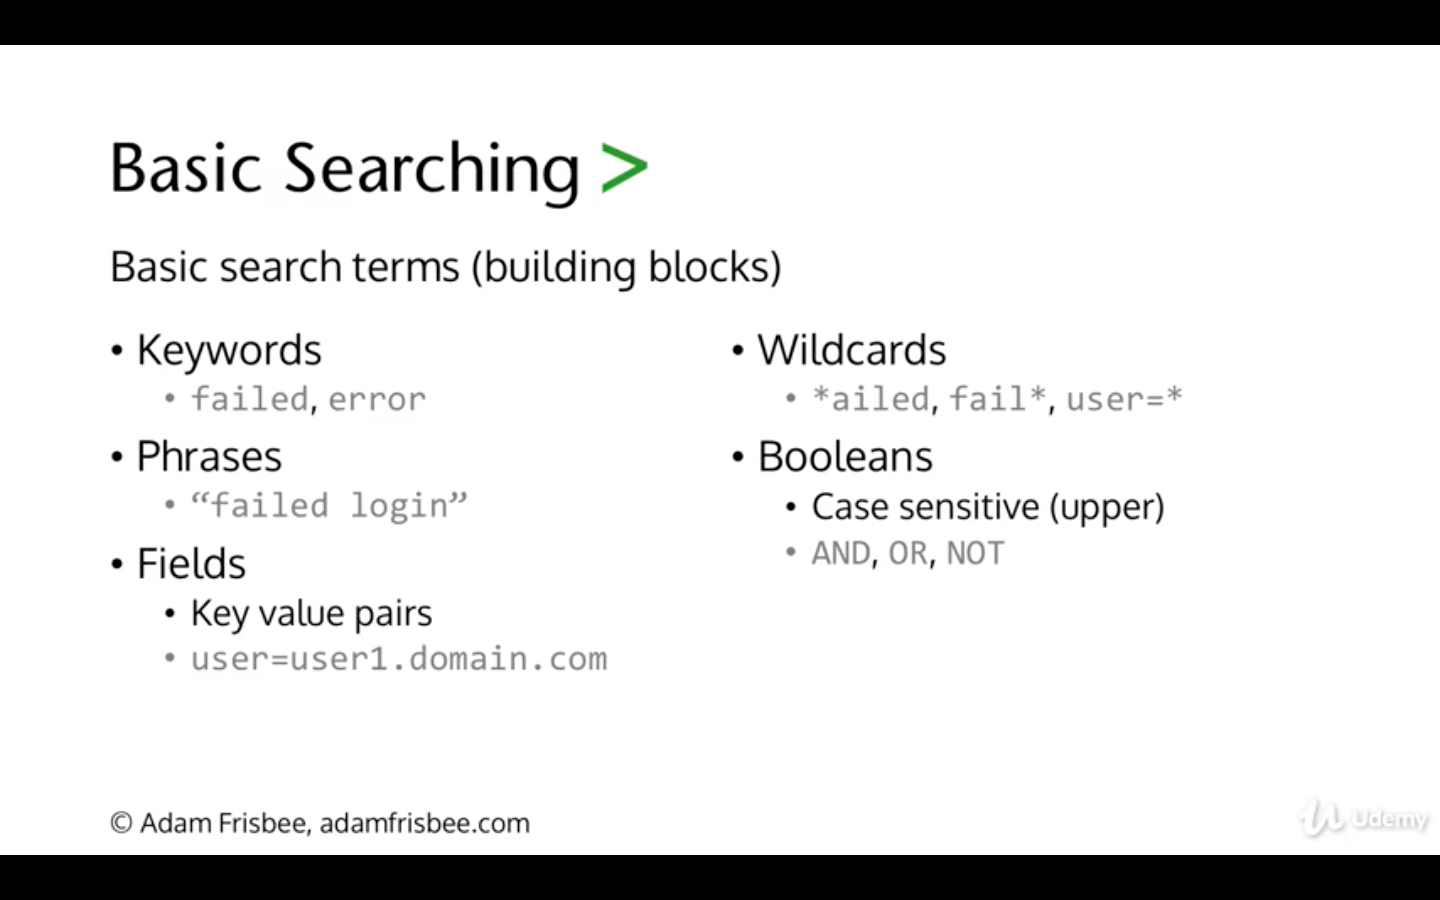 Basic Searching >
Basic search terms (building blocks)
• Keywords
• failed, error
• Phrases
• “failed login”
• Fields
• Key value pairs
• user=user1.domain.com
• Wildcards
• *ailed, fail*, user=*
• Booleans
• Case sensitive (upper)
• AND, OR, NOT
© Adam Frisbee, adamfrisbee.com
Udemy